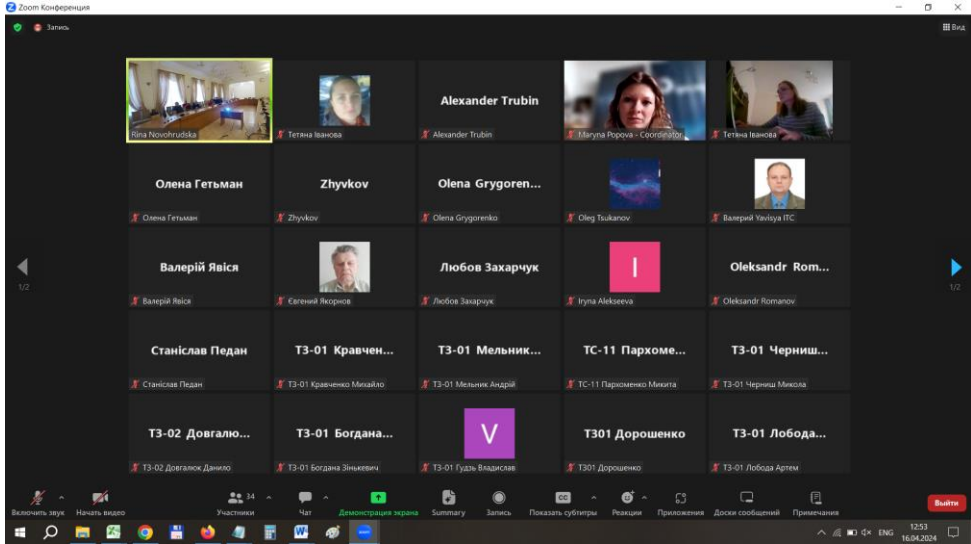 Zoom Конференция
Запись
Вид
Rina Novohrudska
Тетяна Іванова
Alexander Trubin
Alexander Trubin
Maryna Popova - Coordinator
Тетяна Іванова
Олена Гетьман
Олена Гетьман
Zhyvkov
Zhyvkov
Olena Grygoren...
Olena Grygorenko
Oleg Tsukanov
Валерий Yavisya ITC
Валерій Явіся
Валерій Явіся
Євгений Якорнов
Любов Захарчук
Любов Захарчук
I
Iryna Alekseeva
Oleksandr Rom...
Oleksandr Romanov
1/2
1/2
Станіслав Педан
Станіслав Педан
ТЗ-01 Кравчен...
ТЗ-01 Кравченко Михайло
ТЗ-01 Мельник...
ТЗ-01 Мельник Андрій
ТС-11 Пархоме...
ТС-11 Пархоменко Микита
ТЗ-01 Черниш...
ТЗ-01 Черниш Микола
ТЗ-02 Довгалю...
ТЗ-02 Довгалюк Данило
ТЗ-01 Богдана...
ТЗ-01 Богдана Зінькевич
V
ТЗ-01 Гудзь Владислав
ТЗ01 Дорошенко
ТЗ01 Дорошенко
ТЗ-01 Лобода...
ТЗ-01 Лобода Артем
Включить звук
Начать видео
34
Участники
Чат
Демонстрация экрана
Summary
Запись
CC
Показать субтитры
Реакции
Приложения
Доски сообщений
Примечания
Выйти
ENG
12:53
16.04.2024